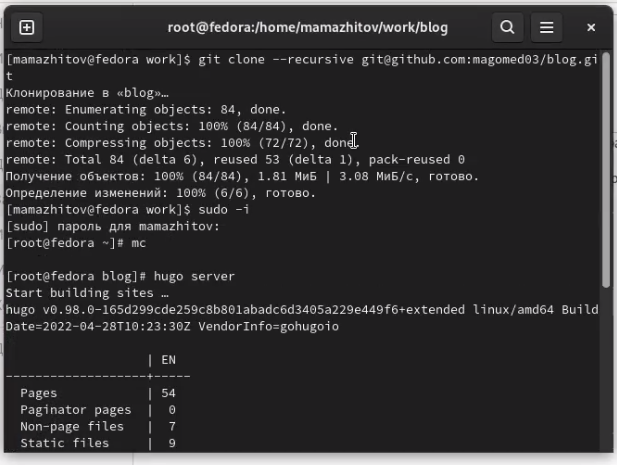 root@fedora:/home/mamazhitov/work/blog
[mamazhitov@fedora work]$ git clone --recursive git@github.com:magomed03/blog.gi
t
Клонирование в «blog»…
remote: Enumerating objects: 84, done.
remote: Counting objects: 100% (84/84), done.
remote: Compressing objects: 100% (72/72), done.
remote: Total 84 (delta 6), reused 53 (delta 1), pack-reused 0
Получение объектов: 100% (84/84), 1.81 МиБ | 3.08 МиБ/с, готово.
Определение изменений: 100% (6/6), готово.
[mamazhitov@fedora work]$ sudo -i
[sudo] пароль для mamazhitov:
[root@fedora ~]# mc
[root@fedora blog]# hugo server
Start building sites …
hugo v0.98.0-165d299cde259c8b801abadc6d3405a229e449f6+extended linux/amd64 Build
Date=2022-04-28T10:23:30Z VendorInfo=gohugoio
| EN
-------------------+-----
Pages | 54
Paginator pages | 0
Non-page files | 7
Static files | 9